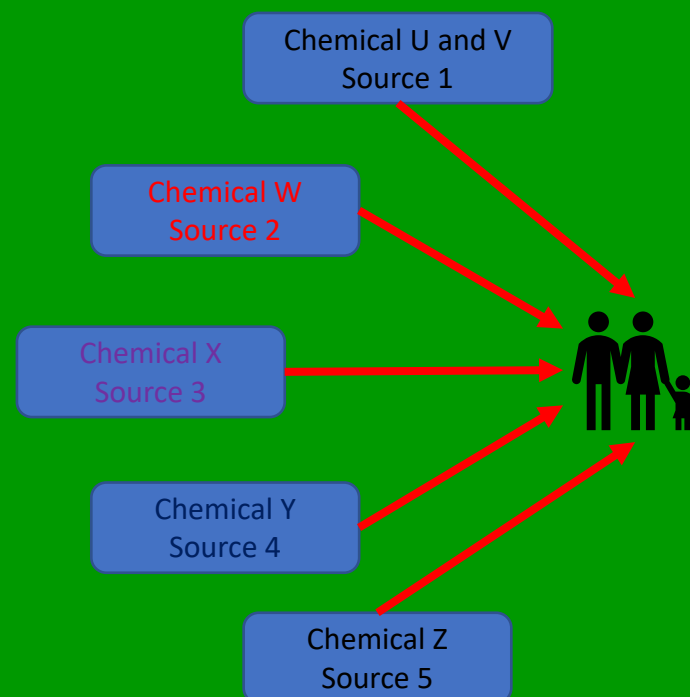 Chemical U and V
Source 1
Chemical W
Source 2
Chemical X
Source 3
Chemical Y
Source 4
Chemical Z
Source 5